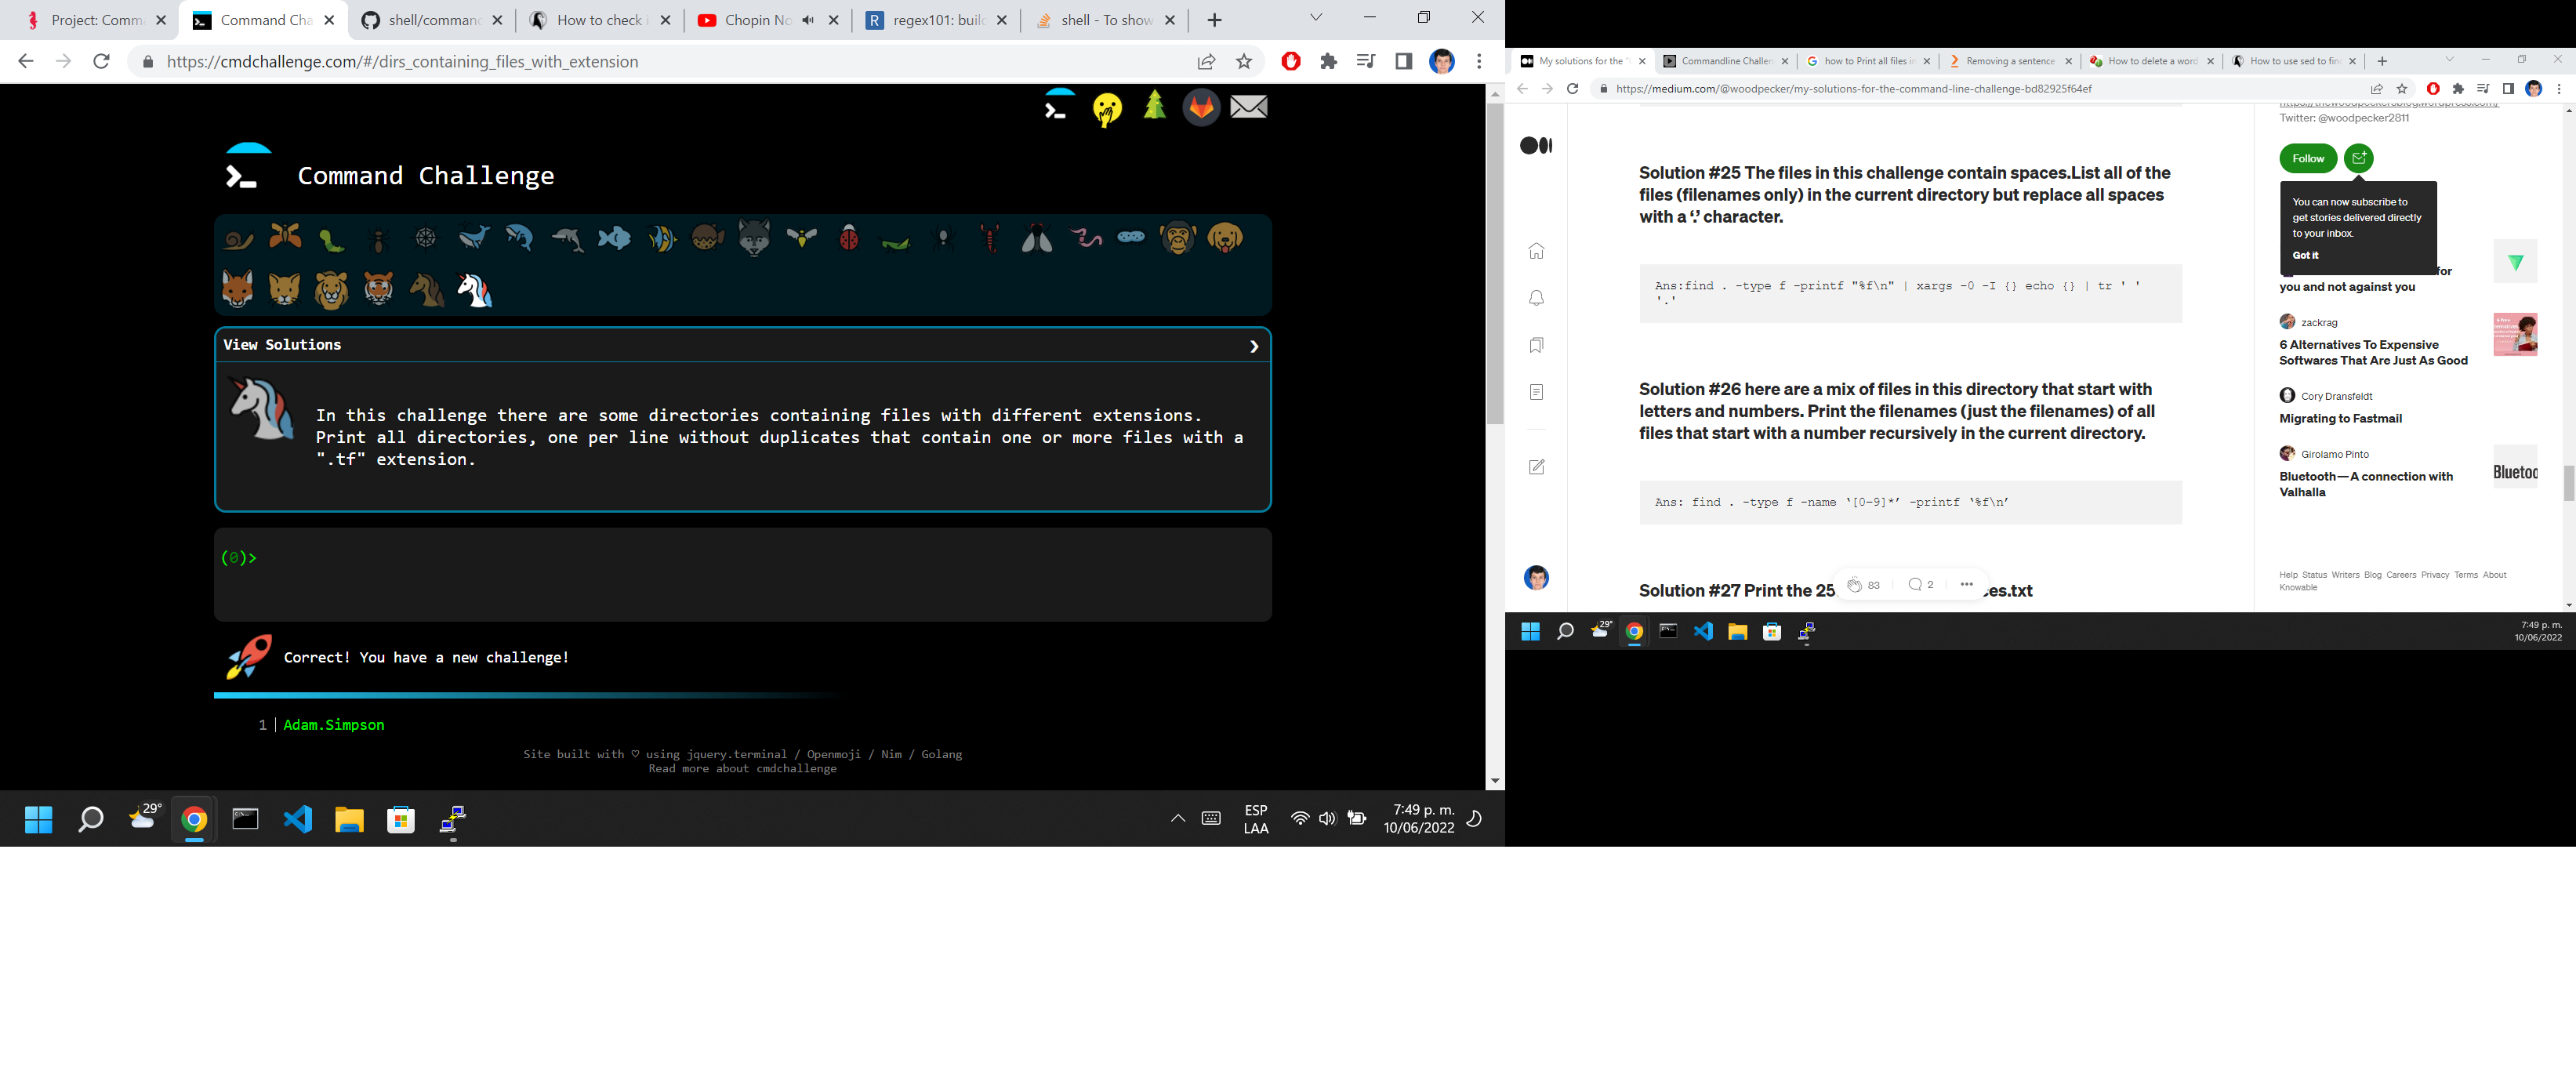 Project: Comm
Command Cha
shell/command
How to check i
Chopin No
regex101: buil
shell - To show
https://cmdchallenge.com/#/dirs_containing_files_with_extension
Command Challenge
View Solutions
In this challenge there are some directories containing files with different extensions.
Print all directories, one per line without duplicates that contain one or more files with a
".tf" extension.
(0)>
Correct! You have a new challenge!
1 Adam.Simpson
Site built with ♡ using jquery.terminal / Openmoji / Nim / Golang
Read more about cmdchallenge
29°
ESP
LAA
7:49 p. m.
10/06/2022
My solutions for the "
Commandline Challen
how to Print all files in
Removing a sentence
How to delete a word
How to use sed to fin
https://medium.com/@woodpecker/my-solutions-for-the-command-line-challenge-bd82925f64ef
Solution #25 The files in this challenge contain spaces.List all of the
files (filenames only) in the current directory but replace all spaces
with a ‘.’ character.
Ans:find . -type f -printf "%f\n" | xargs -0 -I {} echo {} | tr ' '
'.'
Solution #26 here are a mix of files in this directory that start with
letters and numbers. Print the filenames (just the filenames) of all
files that start with a number recursively in the current directory.
Ans: find . -type f -name ‘[0-9]*’ -printf ‘%f\n’
Solution #27 Print the 25
ces.txt
83
2
https://thewoodpeckersblog.wordpress.com/
Twitter: @woodpecker2811
Follow
You can now subscribe to
get stories delivered directly
to your inbox.
Got it
for
you and not against you
zackrag
6 Alternatives To Expensive
Softwares That Are Just As Good
Cory Dransfeldt
Migrating to Fastmail
Girolamo Pinto
Bluetooth — A connection with
Valhalla
Bluetoo
Help Status Writers Blog Careers Privacy Terms About
Knowable
29°
7:49 p. m.
10/06/2022